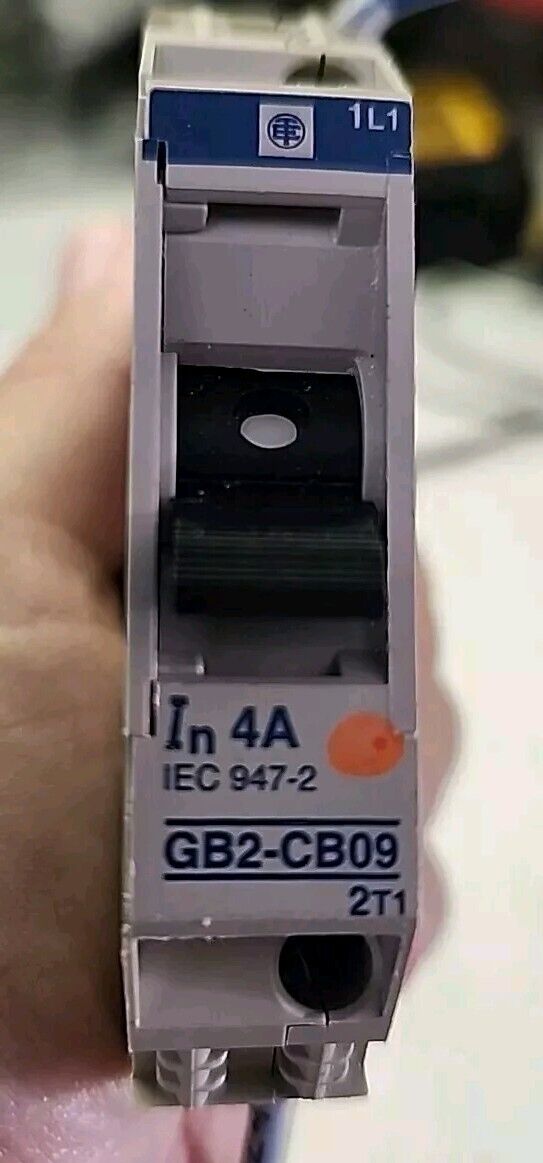 1L1
In 4A
IEC 947-2
GB2-CB09
2T1